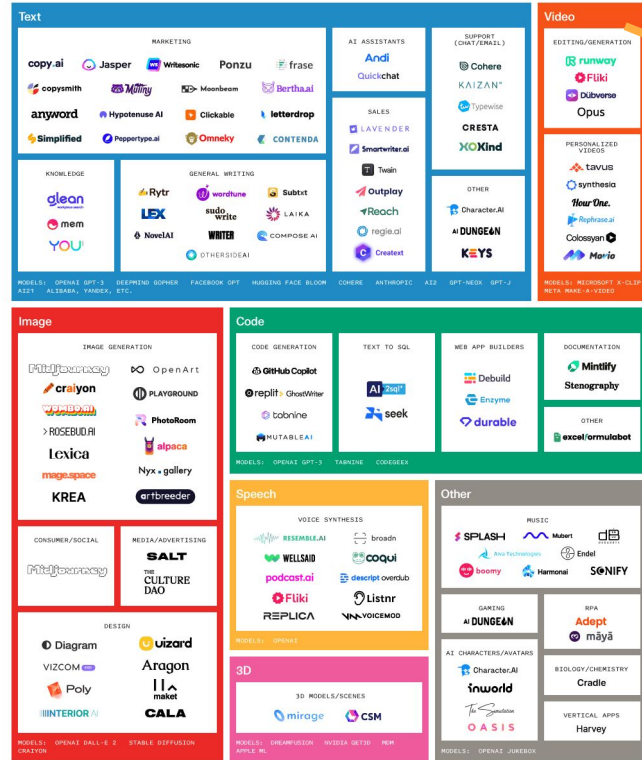 Text
MARKETING
copy.ai Jasper Writesonic Ponzu frase
copysmith Mutiny Moonbeam Bertha.ai
anyword Hypotenuse AI Clickable letterdrop
Simplified Peppertype.ai Omneky CONTENDA
AI ASSISTANTS
Andi
Quickchat
SALES
LAVENDER
Smartwriter.ai
Twain
Outplay
Reach
regie.ai
Creatext
SUPPORT
(CHAT/EMAIL)
Cohere
KAIZAN
Typewise
CRESTA
XOKind
OTHER
Character.AI
AI DUNGEON
KEYS
KNOWLEDGE
glean
mem
YOU
GENERAL WRITING
Rytr wordtune Subtxt
LEX sudo write LAIKA
NovelAI WRITER COMPOSE AI
OTHERSIDEAI
MODELS: OPENAI GPT-3 DEEPMIND GOPHER FACEBOOK OPT HUGGING FACE BLOOM COHERE ANTHROPIC AI2 GPT-NEOX GPT-J
AI21 ALIBABA, YANDEX, ETC.
Video
EDITING/GENERATION
runway
Fliki
Dubverse
Opus
PERSONALIZED
VIDEOS
tavus
synthesia
Hour One.
Rephrase.ai
Colossyan
Movio
MODELS: MICROSOFT X-CLIP
META MAKE-A-VIDEO
Image
IMAGE GENERATION
Midjourney OpenArt
craiyon PLAYGROUND
WOMBO.AI PhotoRoom
ROSEBUD.AI alpaca
Lexica Nyx.gallery
mage.space artbreeder
KREA
CONSUMER/SOCIAL
Midjourney
MEDIA/ADVERTISING
SALT
THE
CULTURE
DAO
DESIGN
Diagram uizard
VIZCOM Aragon
Poly maket
INTERIOR AI CALA
MODELS: OPENAI DALL-E 2 STABLE DIFFUSION
CRAIYON
Code
CODE GENERATION
GitHub Copilot
replit GhostWriter
tabnine
MUTABLEAI
TEXT TO SQL
AI2sql
seek
WEB APP BUILDERS
Debuild
Enzyme
durable
DOCUMENTATION
Mintlify
Stenography
OTHER
excel/ormulabot
MODELS: OPENAI GPT-3 TABNINE CODEGEEX
Speech
VOICE SYNTHESIS
RESEMBLE.AI broadn
WELLSAID coqui
podcast.ai descript overdub
Fliki Listnr
REPLICA VOICEMOD
MODELS: OPENAI
3D
3D MODELS/SCENES
mirage CSM
MODELS: DREAMFUSION NVIDIA GET3D MDM
APPLE ML
Other
MUSIC
SPLASH Mubert
Aiva Technologies Endel
boomy Harmonai SONIFY
GAMING
AI DUNGEON
RPA
Adept
māyā
AI CHARACTERS/AVATARS
Character.AI
inworld
The Simulation
OASIS
BIOLOGY/CHEMISTRY
Cradle
VERTICAL APPS
Harvey
MODELS: OPENAI JUKEBOX